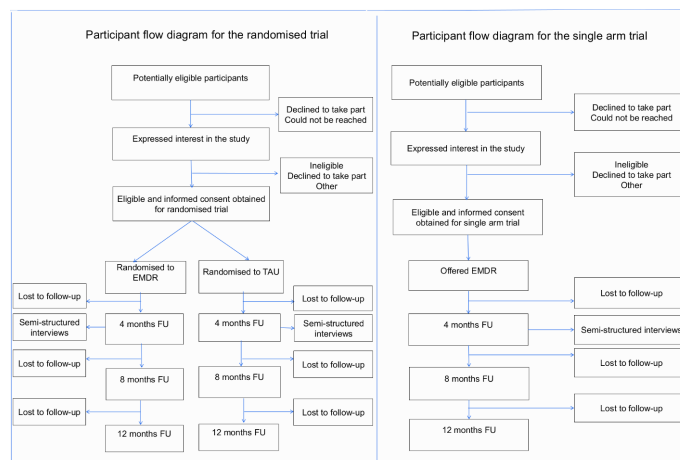 Participant flow diagram for the randomised trial
Potentially eligible participants
Declined to take part
Could not be reached
Expressed interest in the study
Ineligible
Declined to take part
Other
Eligible and informed consent obtained
for randomised trial
Randomised to
EMDR
Randomised to TAU
Lost to follow-up
Lost to follow-up
Semi-structured
interviews
4 months FU
4 months FU
Semi-structured
interviews
Lost to follow-up
Lost to follow-up
8 months FU
8 months FU
Lost to follow-up
Lost to follow-up
12 months FU
12 months FU
Participant flow diagram for the single arm trial
Potentially eligible participants
Declined to take part
Could not be reached
Expressed interest in the study
Ineligible
Declined to take part
Other
Eligible and informed consent
obtained for single arm trial
Offered EMDR
Lost to follow-up
4 months FU
Semi-structured interviews
Lost to follow-up
8 months FU
Lost to follow-up
12 months FU